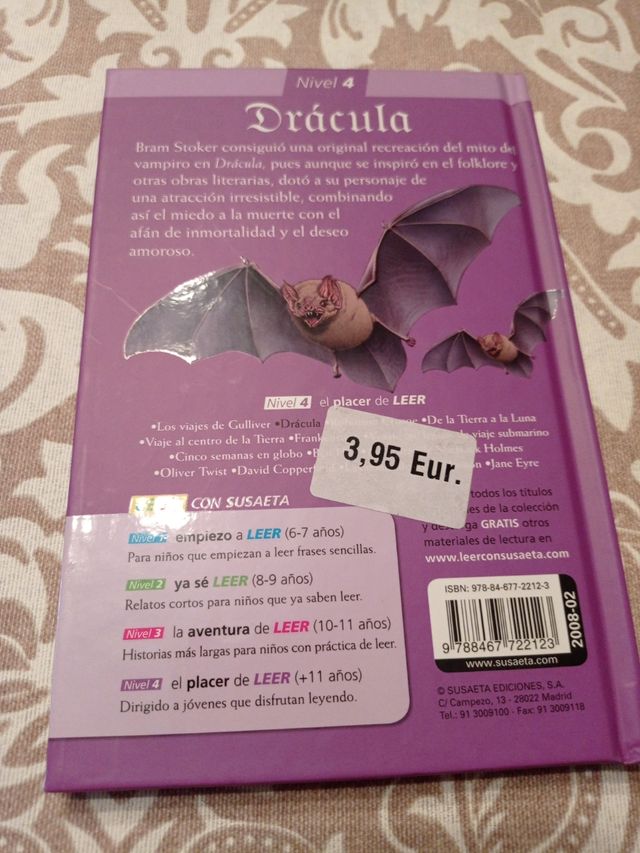 Nivel 4
Drácula
Bram Stoker consiguió una original recreación del mito del
vampiro en Drácula, pues aunque se inspiró en el folklore y
otras obras literarias, dotó a su personaje de
una atracción irresistible, combinando
así el miedo a la muerte con el
afán de inmortalidad y el deseo
amoroso.
Nivel 4 el placer de LEER
•Los viajes de Gulliver •Drácula •De la Tierra a la Luna
•Viaje al centro de la Tierra •Frank viaje submarino
•Cinco semanas en globo Holmes
•Oliver Twist •David Copperf •Jane Eyre
3,95 Eur.
CON SUSAETA
todos los títulos
de la colección
GRATIS otros
materiales de lectura en
www.leerconsusaeta.com
Nivel 1 empiezo a LEER (6-7 años)
Para niños que empiezan a leer frases sencillas.
Nivel 2 ya sé LEER (8-9 años)
Relatos cortos para niños que ya saben leer.
Nivel 3 la aventura de LEER (10-11 años)
Historias más largas para niños con práctica de leer.
Nivel 4 el placer de LEER (+11 años)
Dirigido a jóvenes que disfrutan leyendo.
ISBN: 978-84-677-2212-3
9 788467 722123
www.susaeta.com
2008-02
© SUSAETA EDICIONES, S.A.
C/ Campezo, 13 - 28022 Madrid
Tel.: 91 3009100 - Fax: 91 3009118